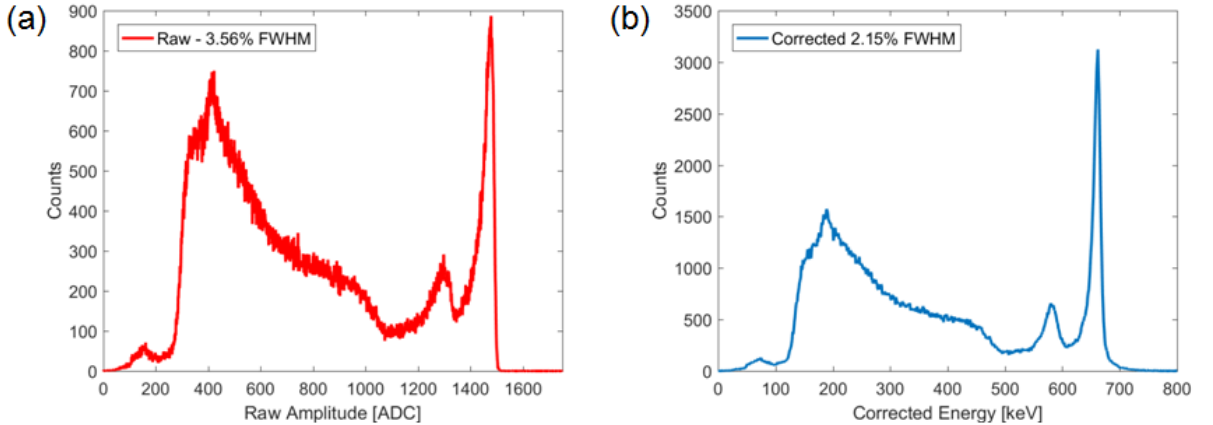 (a)
Raw - 3.56% FWHM
900
800
700
600
500
400
300
200
100
0
Counts
0 200 400 600 800 1000 1200 1400 1600
Raw Amplitude [ADC]
(b)
Corrected 2.15% FWHM
3500
3000
2500
2000
1500
1000
500
0
Counts
0 100 200 300 400 500 600 700 800
Corrected Energy [keV]